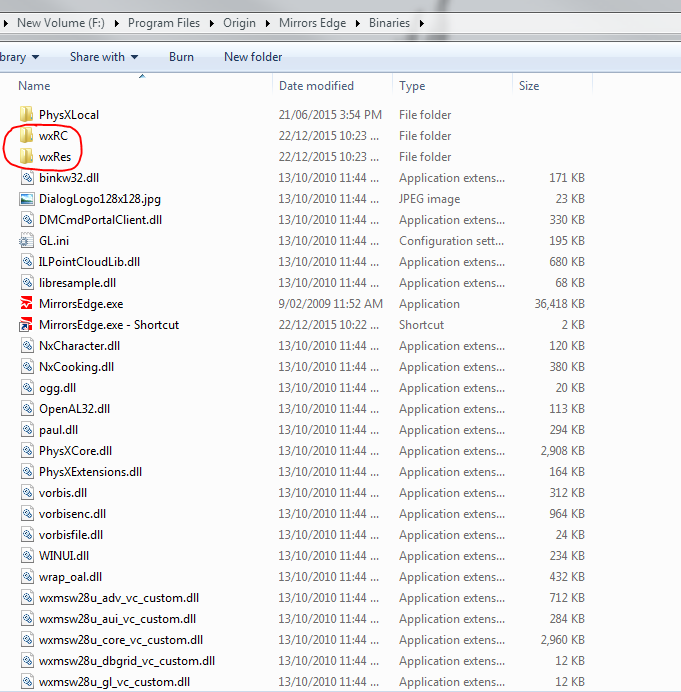 New Volume (F:) Program Files Origin Mirrors Edge Binaries
brary Share with Burn New folder
Name Date modified Type Size
PhysXLocal 21/06/2015 3:54 PM File folder
wxRC 22/12/2015 10:23 ... File folder
wxRes 22/12/2015 10:23 ... File folder
binkw32.dll 13/10/2010 11:44 ... Application extens... 171 KB
DialogLogo128x128.jpg 13/10/2010 11:44 ... JPEG image 23 KB
DMCmdPortalClient.dll 13/10/2010 11:44 ... Application extens... 330 KB
GL.ini 13/10/2010 11:44 ... Configuration sett... 195 KB
ILPointCloudLib.dll 13/10/2010 11:44 ... Application extens... 680 KB
libresample.dll 13/10/2010 11:44 ... Application extens... 68 KB
MirrorsEdge.exe 9/02/2009 11:52 AM Application 36,418 KB
MirrorsEdge.exe - Shortcut 22/12/2015 10:22 ... Shortcut 2 KB
NxCharacter.dll 13/10/2010 11:44 ... Application extens... 120 KB
NxCooking.dll 13/10/2010 11:44 ... Application extens... 380 KB
ogg.dll 13/10/2010 11:44 ... Application extens... 20 KB
OpenAL32.dll 13/10/2010 11:44 ... Application extens... 113 KB
paul.dll 13/10/2010 11:44 ... Application extens... 294 KB
PhysXCore.dll 13/10/2010 11:44 ... Application extens... 2,908 KB
PhysXExtensions.dll 13/10/2010 11:44 ... Application extens... 164 KB
vorbis.dll 13/10/2010 11:44 ... Application extens... 312 KB
vorbisenc.dll 13/10/2010 11:44 ... Application extens... 964 KB
vorbisfile.dll 13/10/2010 11:44 ... Application extens... 24 KB
WINUI.dll 13/10/2010 11:44 ... Application extens... 234 KB
wrap_oal.dll 13/10/2010 11:44 ... Application extens... 432 KB
wxmsw28u_adv_vc_custom.dll 13/10/2010 11:44 ... Application extens... 712 KB
wxmsw28u_aui_vc_custom.dll 13/10/2010 11:44 ... Application extens... 284 KB
wxmsw28u_core_vc_custom.dll 13/10/2010 11:44 ... Application extens... 2,960 KB
wxmsw28u_dbgrid_vc_custom.dll 13/10/2010 11:44 ... Application extens... 12 KB
wxmsw28u_gl_vc_custom.dll 13/10/2010 11:44 ... Application extens... 12 KB